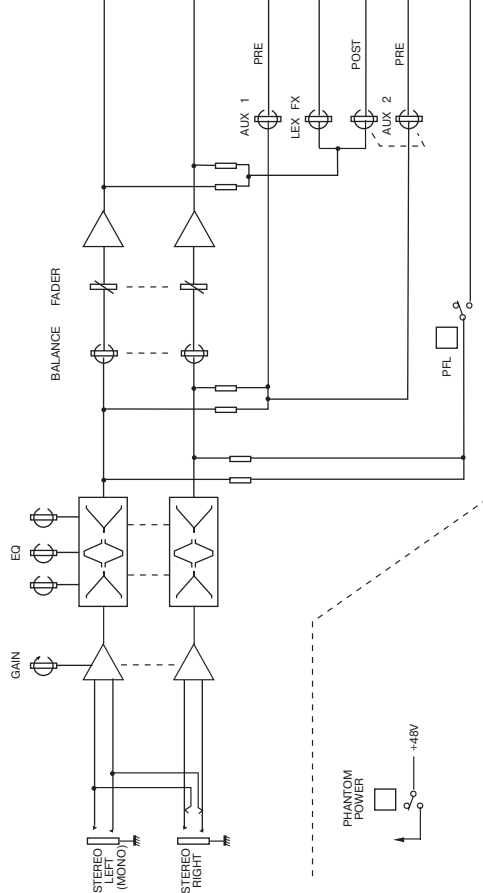 STEREO
LEFT
(MONO)
STEREO
RIGHT
GAIN
EQ
BALANCE
FADER
AUX 1
PRE
LEX FX
POST
AUX 2
PRE
PFL
PHANTOM
POWER
+48V